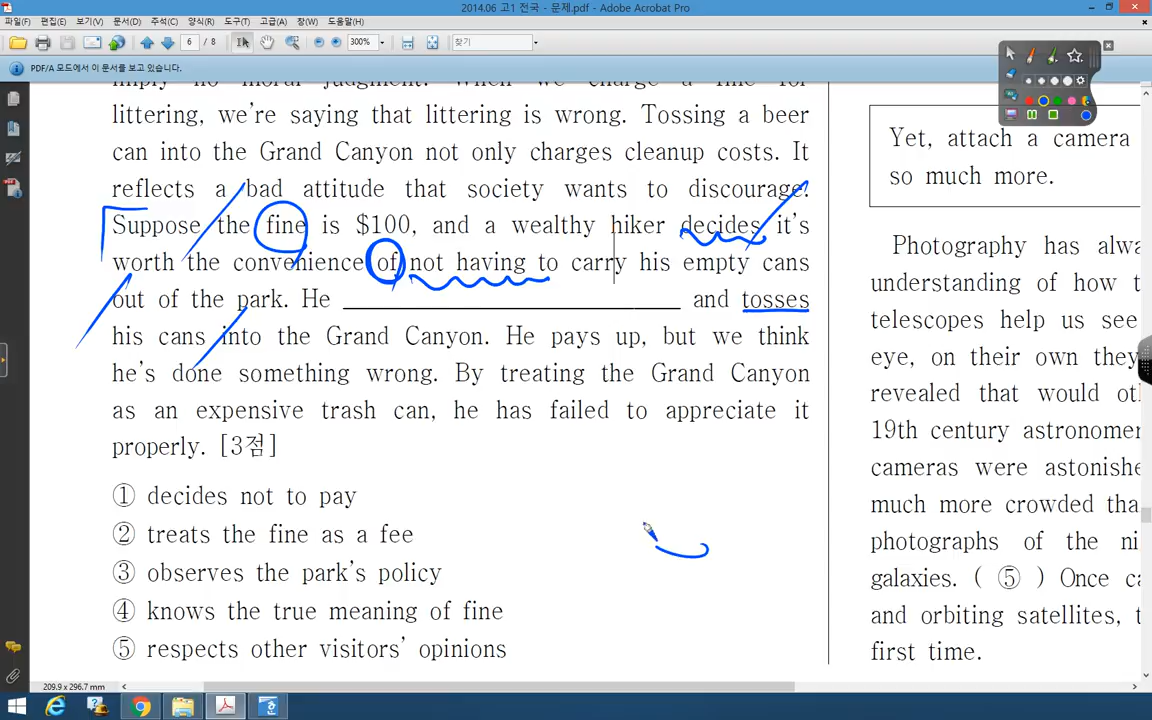 2014.06 고1 전국 - 문제.pdf - Adobe Acrobat Pro
파일(F) 편집(E) 보기(V) 문서(D) 주석(C) 양식(R) 도구(T) 고급(A) 창(W) 도움말(H)
6 / 8 300% 찾기
PDF/A 모드에서 이 문서를 보고 있습니다.
imply no moral judgment. When we charge a fine for
littering, we're saying that littering is wrong. Tossing a beer
can into the Grand Canyon not only charges cleanup costs. It
reflects a bad attitude that society wants to discourage.
Suppose the fine is $100, and a wealthy hiker decides it's
worth the convenience of not having to carry his empty cans
out of the park. He ______ and tosses
his cans into the Grand Canyon. He pays up, but we think
he's done something wrong. By treating the Grand Canyon
as an expensive trash can, he has failed to appreciate it
properly. [3점]
① decides not to pay
② treats the fine as a fee
③ observes the park's policy
④ knows the true meaning of fine
⑤ respects other visitors' opinions
Yet, attach a camera
so much more.
Photography has alwa
understanding of how t
telescopes help us see
eye, on their own they
revealed that would oth
19th century astronomer
cameras were astonishe
much more crowded tha
photographs of the ni
galaxies. ( ⑤ ) Once ca
and orbiting satellites, t
first time.
209.9 x 296.7 mm